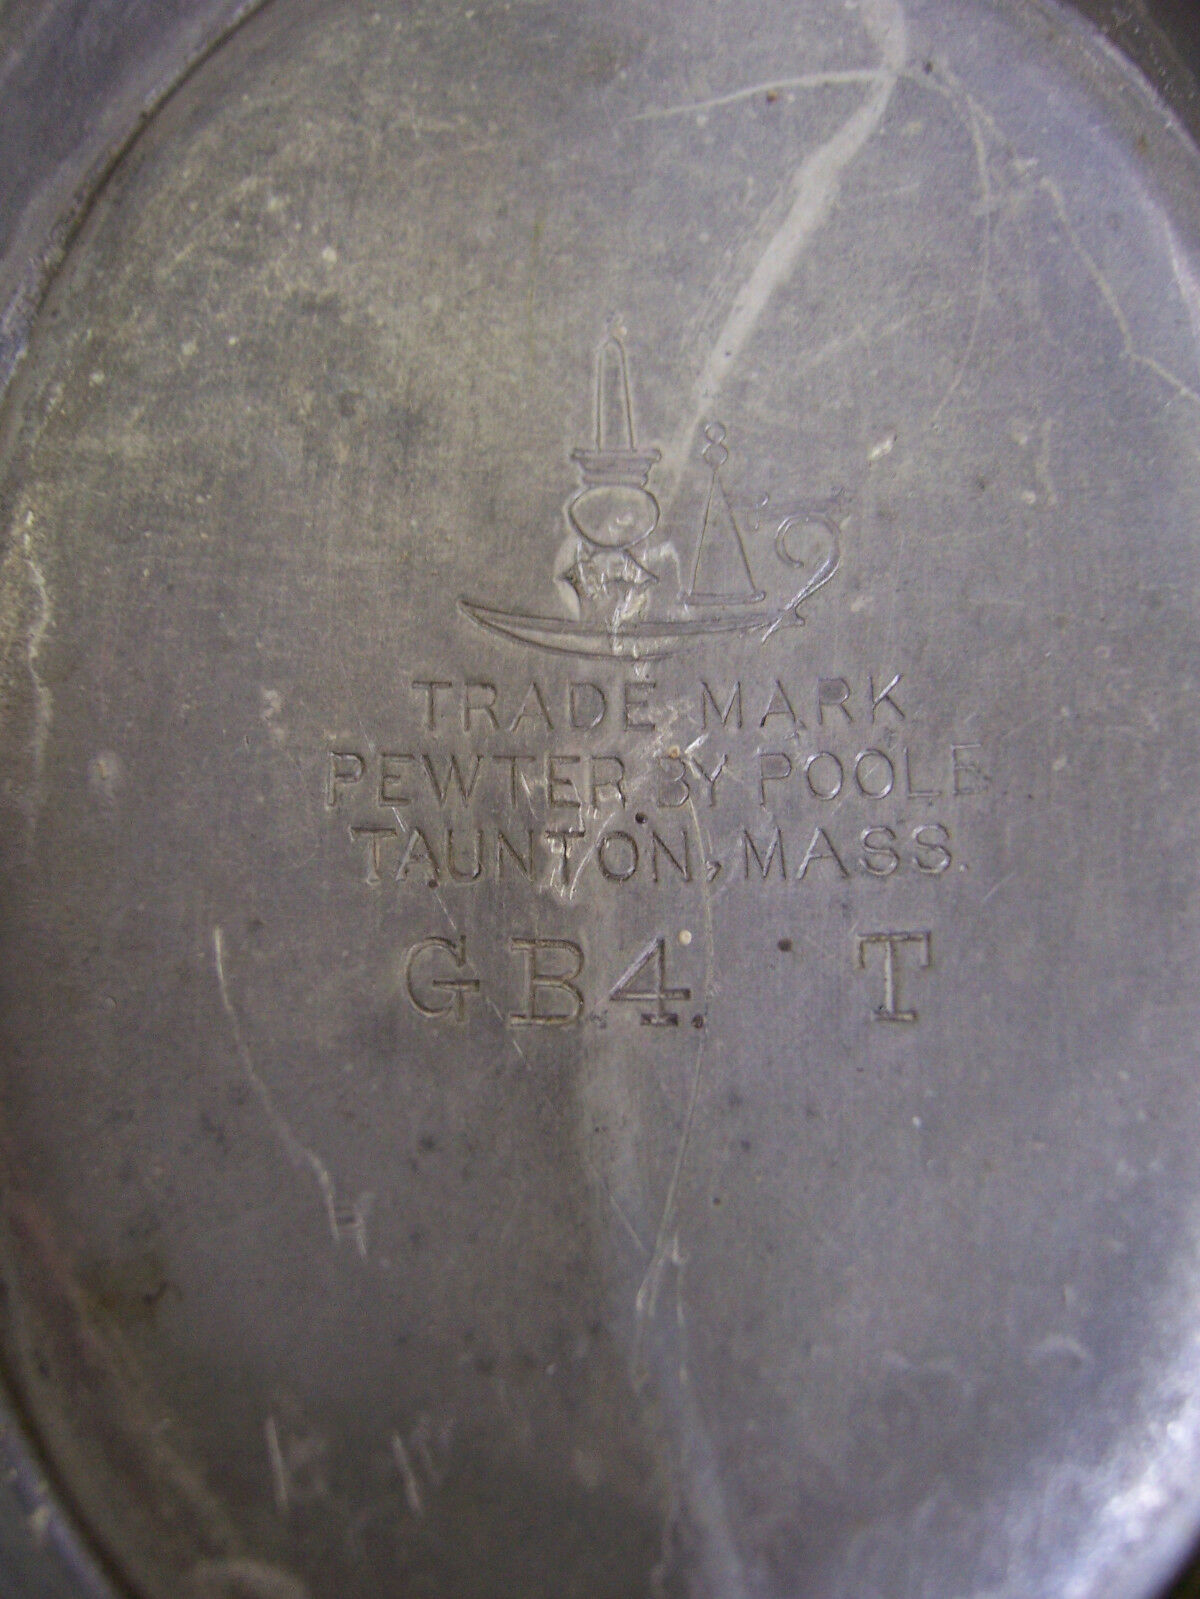 TRADE MARK
PEWTER BY POOLE
TAUNTON, MASS.
GB4. T